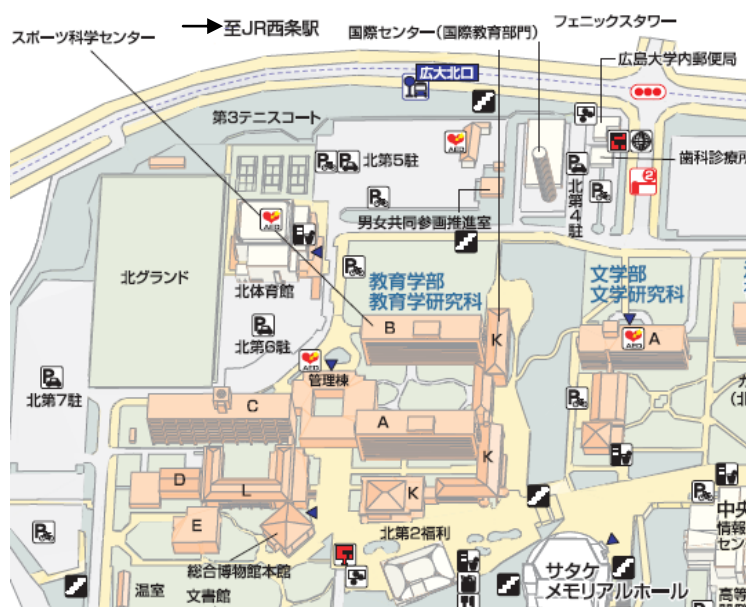 スポーツ科学センター
至JR西条駅
国際センター(国際教育部門)
フェニックスタワー
広大北口
広島大学内郵便局
第3テニスコート
AED
北第5駐
歯科診療所
2
北第4駐
男女共同参画推進室
AED
北グランド
北体育館
教育学部
教育学研究科
文学部
文学研究科
B
K
AED
A
北第6駐
AED
管理棟
北第7駐
C
A
K
D
L
K
E
北第2福利
中央
情報
セン
総合博物館本館
温室
文書館
サタケ
メモリアルホール
高等